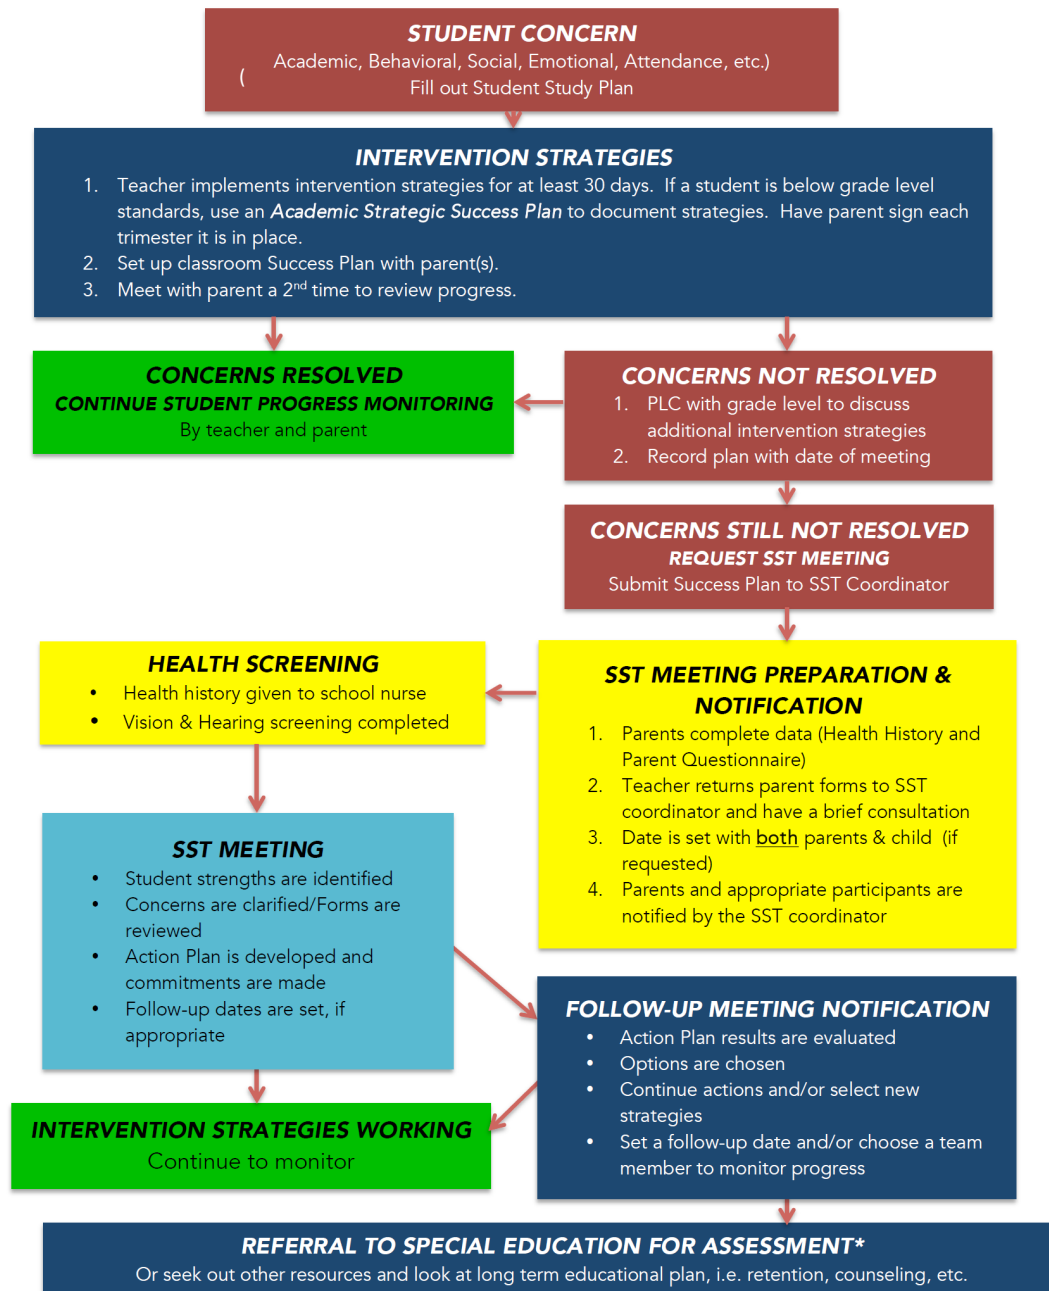 STUDENT CONCERN
( Academic, Behavioral, Social, Emotional, Attendance, etc.)
Fill out Student Study Plan
INTERVENTION STRATEGIES
1. Teacher implements intervention strategies for at least 30 days. If a student is below grade level
standards, use an Academic Strategic Success Plan to document strategies. Have parent sign each
trimester it is in place.
2. Set up classroom Success Plan with parent(s).
3. Meet with parent a 2nd time to review progress.
CONCERNS RESOLVED
CONTINUE STUDENT PROGRESS MONITORING
By teacher and parent
CONCERNS NOT RESOLVED
1. PLC with grade level to discuss
additional intervention strategies
2. Record plan with date of meeting
CONCERNS STILL NOT RESOLVED
REQUEST SST MEETING
Submit Success Plan to SST Coordinator
HEALTH SCREENING
• Health history given to school nurse
• Vision & Hearing screening completed
SST MEETING PREPARATION &
NOTIFICATION
1. Parents complete data (Health History and
Parent Questionnaire)
2. Teacher returns parent forms to SST
coordinator and have a brief consultation
3. Date is set with both parents & child (if
requested)
4. Parents and appropriate participants are
notified by the SST coordinator
SST MEETING
• Student strengths are identified
• Concerns are clarified/Forms are
reviewed
• Action Plan is developed and
commitments are made
• Follow-up dates are set, if
appropriate
FOLLOW-UP MEETING NOTIFICATION
• Action Plan results are evaluated
• Options are chosen
• Continue actions and/or select new
strategies
• Set a follow-up date and/or choose a team
member to monitor progress
INTERVENTION STRATEGIES WORKING
Continue to monitor
REFERRAL TO SPECIAL EDUCATION FOR ASSESSMENT*
Or seek out other resources and look at long term educational plan, i.e. retention, counseling, etc.